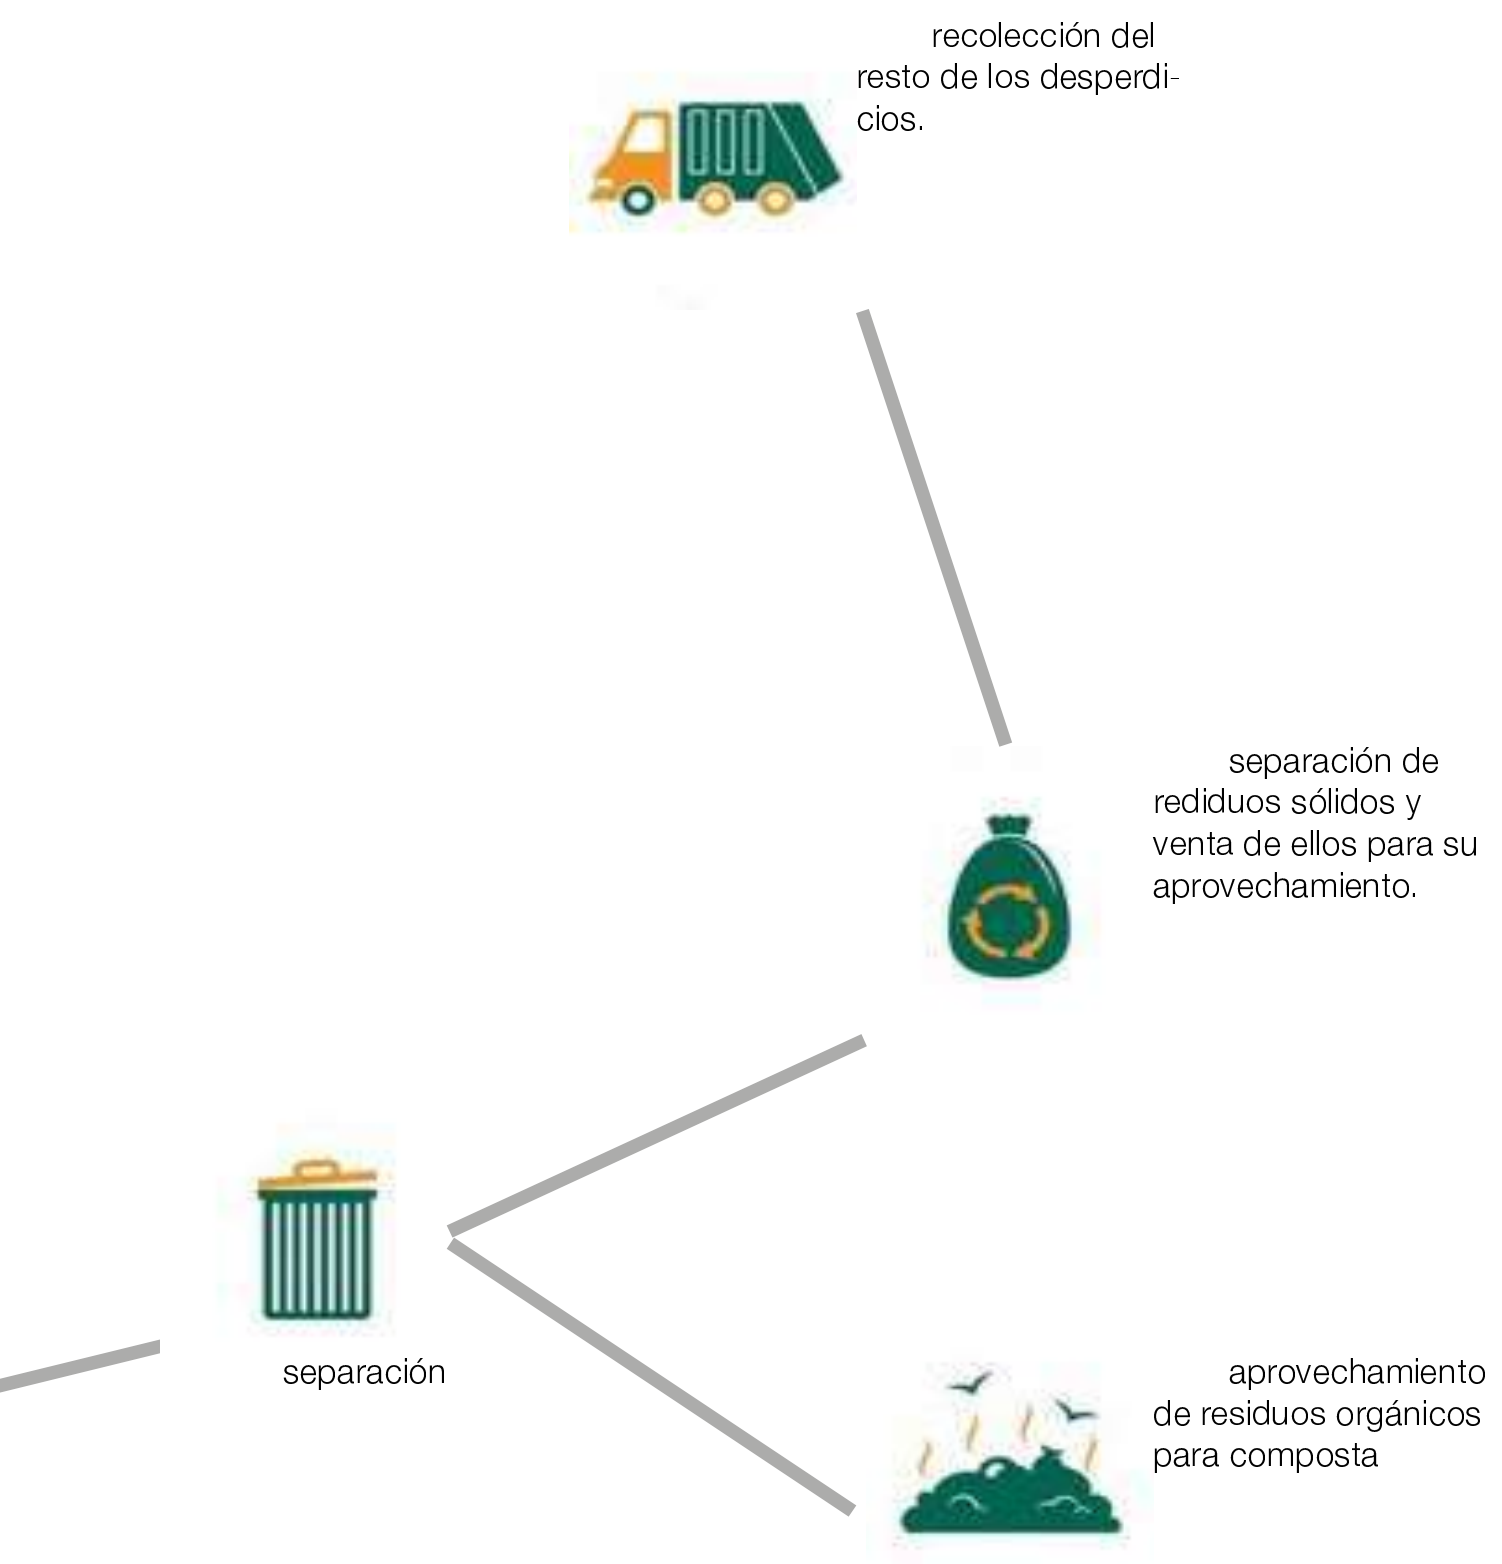 recolección del
resto de los desperdi-
cios.
separación de
rediduos sólidos y
venta de ellos para su
aprovechamiento.
separación
aprovechamiento
de residuos orgánicos
para composta